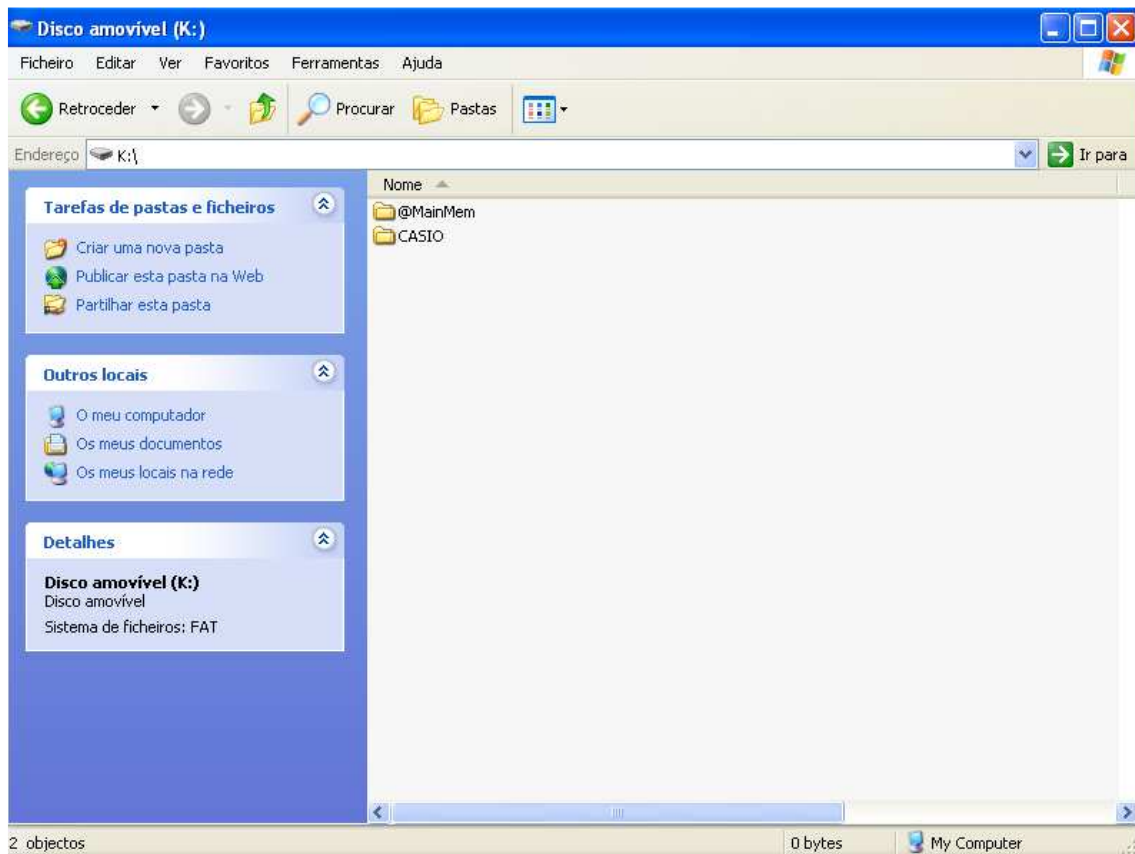 Disco amovível (K:)
Ficheiro Editar Ver Favoritos Ferramentas Ajuda
Retroceder Procurar Pastas
Endereço K:\ Ir para
Nome
@MainMem
CASIO
Tarefas de pastas e ficheiros
Criar uma nova pasta
Publicar esta pasta na Web
Partilhar esta pasta
Outros locais
O meu computador
Os meus documentos
Os meus locais na rede
Detalhes
Disco amovível (K:)
Disco amovível
Sistema de ficheiros: FAT
2 objectos 0 bytes My Computer